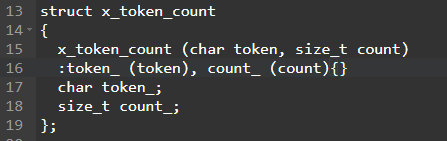 13 struct x_token_count
14 {
15 x_token_count (char token, size_t count)
16 :token_ (token), count_ (count){}
17 char token_;
18 size_t count_;
19 };